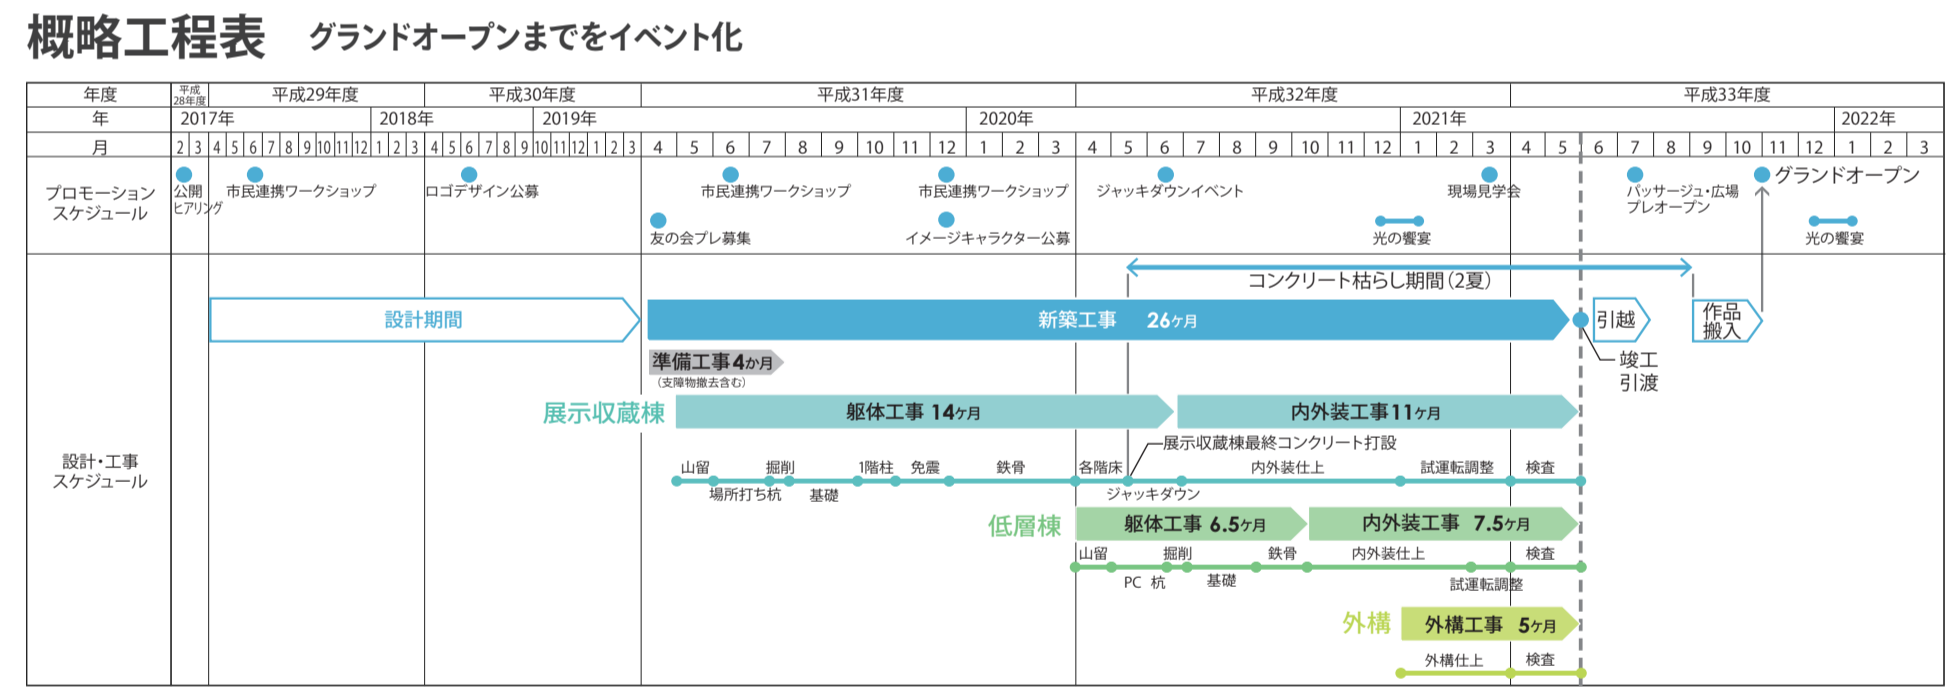 概略工程表 グランドオープンまでをイベント化
年度 平成28年度 平成29年度 平成30年度 平成31年度 平成32年度 平成33年度
年 2017年 2018年 2019年 2020年 2021年 2022年
月 2 3 4 5 6 7 8 9 10 11 12 1 2 3 4 5 6 7 8 9 10 11 12 1 2 3 4 5 6 7 8 9 10 11 12 1 2 3 4 5 6 7 8 9 10 11 12 1 2 3 4 5 6 7 8 9 10 11 12 1 2 3
プロモーション
スケジュール
公開
ヒアリング
市民連携ワークショップ
ロゴデザイン公募
市民連携ワークショップ
市民連携ワークショップ
ジャッキダウンイベント
現場見学会
パッサージュ・広場
プレオープン
グランドオープン
友の会プレ募集
イメージキャラクター公募
光の饗宴
光の饗宴
設計・工事
スケジュール
コンクリート枯らし期間(2夏)
設計期間
新築工事 26ケ月
引越
作品
搬入
竣工
引渡
準備工事4か月
(支障物撤去含む)
展示収蔵棟
躯体工事 14ケ月
内外装工事11ケ月
展示収蔵棟最終コンクリート打設
山留 掘削 1階柱 免震 鉄骨 各階床 内外装仕上 試運転調整 検査
場所打ち杭 基礎 ジャッキダウン
低層棟
躯体工事 6.5ケ月
内外装工事 7.5ケ月
山留 掘削 鉄骨 内外装仕上 検査
PC 杭 基礎 試運転調整
外構
外構工事 5ケ月
外構仕上 検査